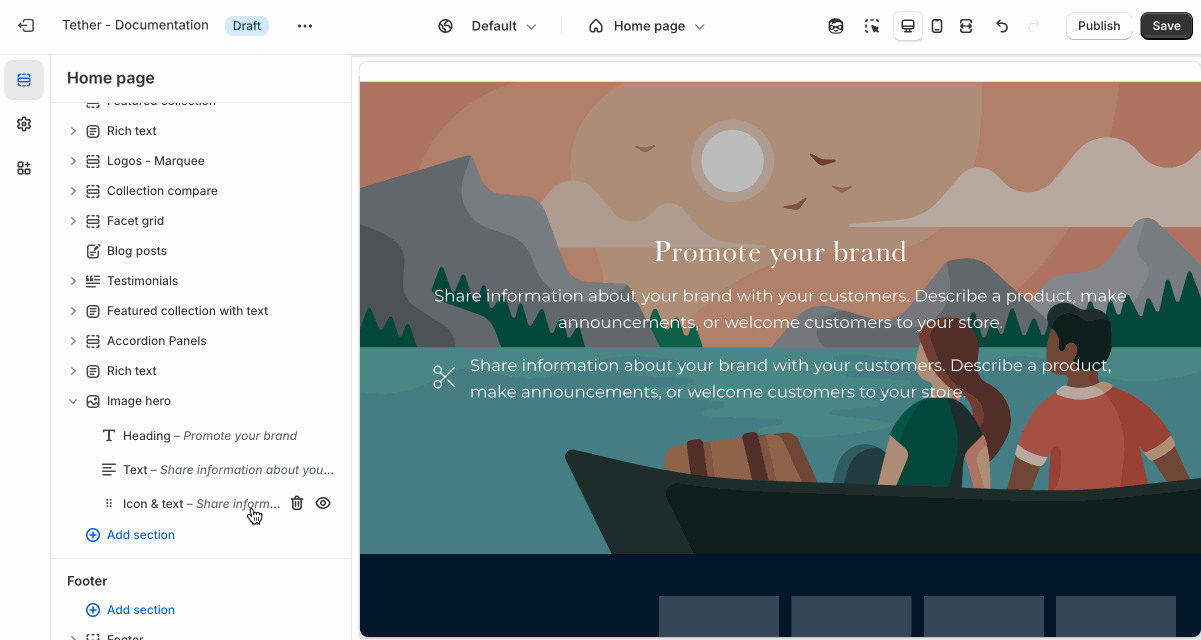 Tether - Documentation
Draft
Default
Home page
Publish
Save
Home page
Featured collection
Rich text
Logos - Marquee
Collection compare
Facet grid
Blog posts
Testimonials
Featured collection with text
Accordion Panels
Rich text
Image hero
Heading – Promote your brand
Text – Share information about you...
Icon & text – Share inform...
Add section
Footer
Add section
Footer
Promote your brand
Share information about your brand with your customers. Describe a product, make
announcements, or welcome customers to your store.
Share information about your brand with your customers. Describe a product,
make announcements, or welcome customers to your store.